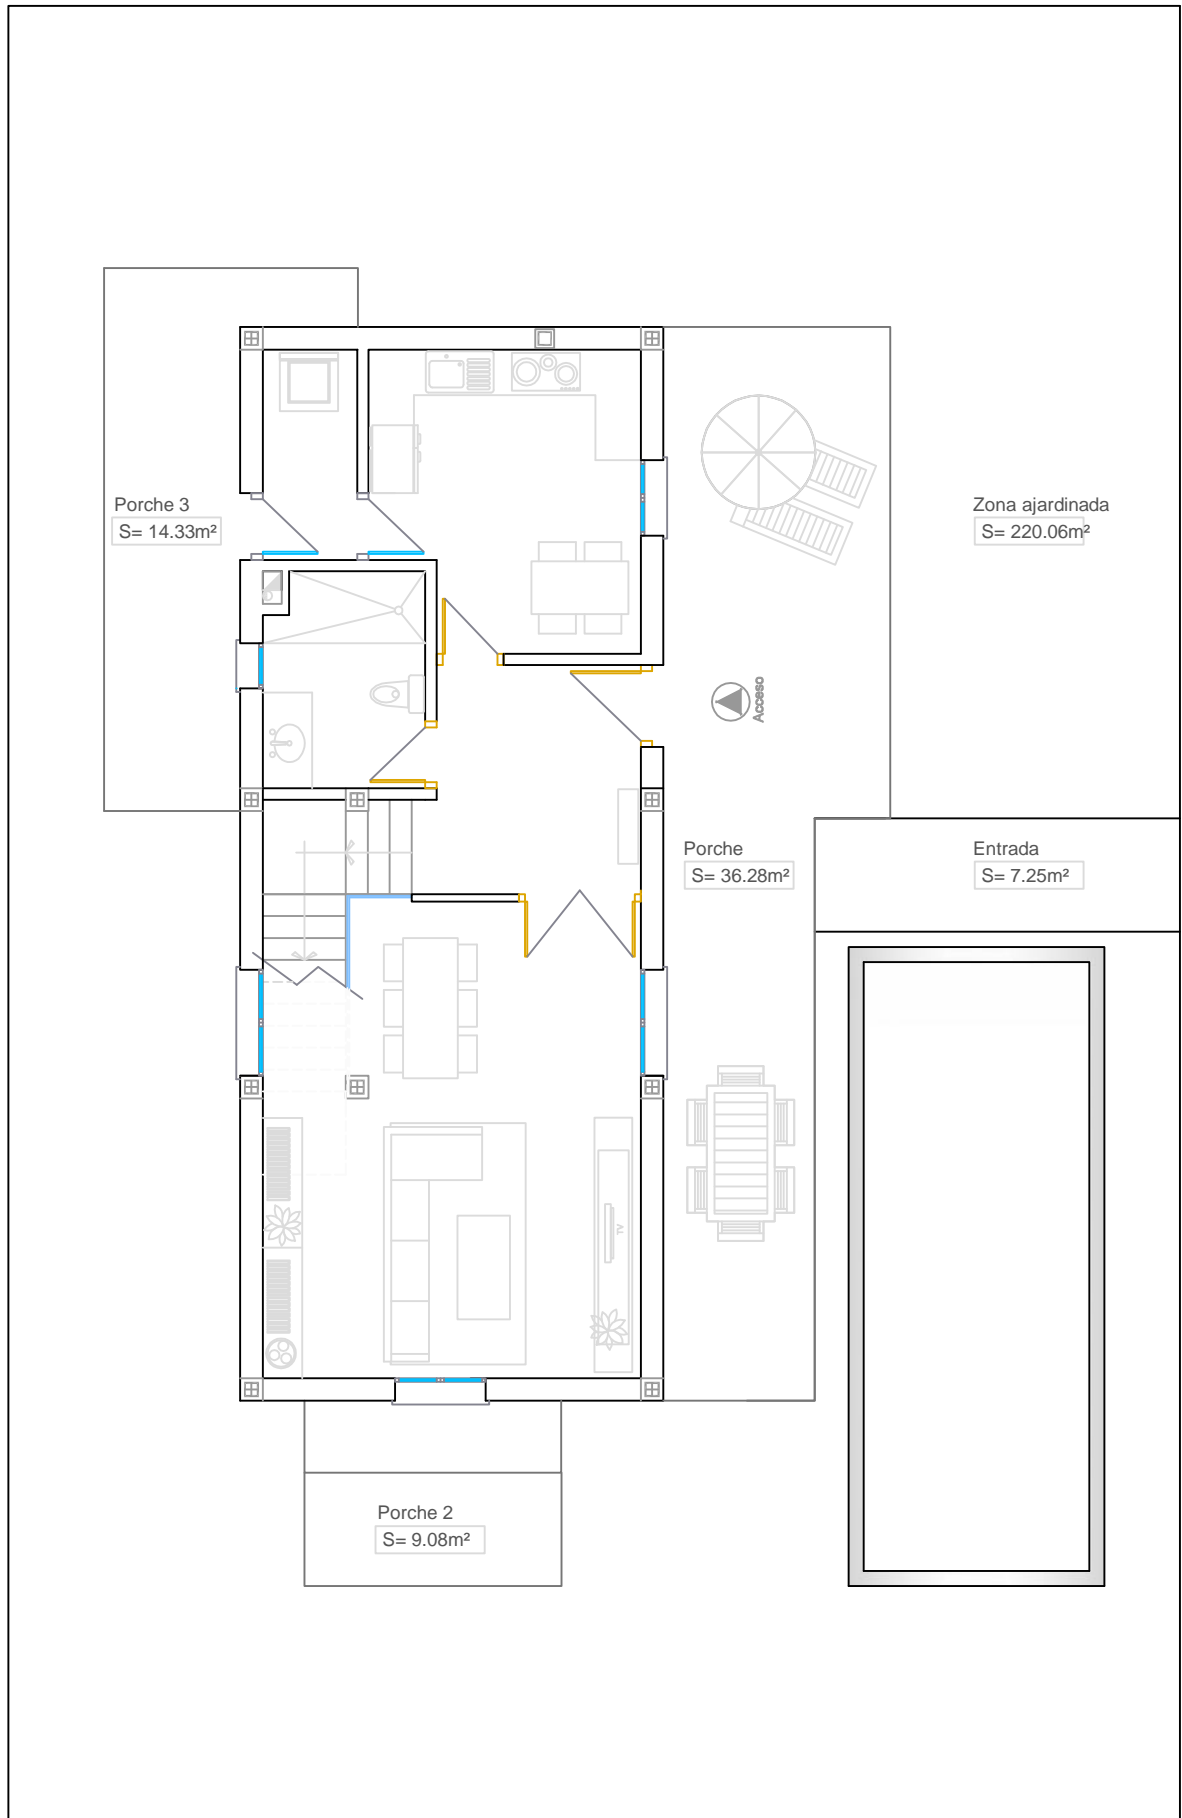 Porche 3
S= 14.33m²
Zona ajardinada
S= 220.06m²
Acceso
Porche
S= 36.28m²
Entrada
S= 7.25m²
TV
Porche 2
S= 9.08m²